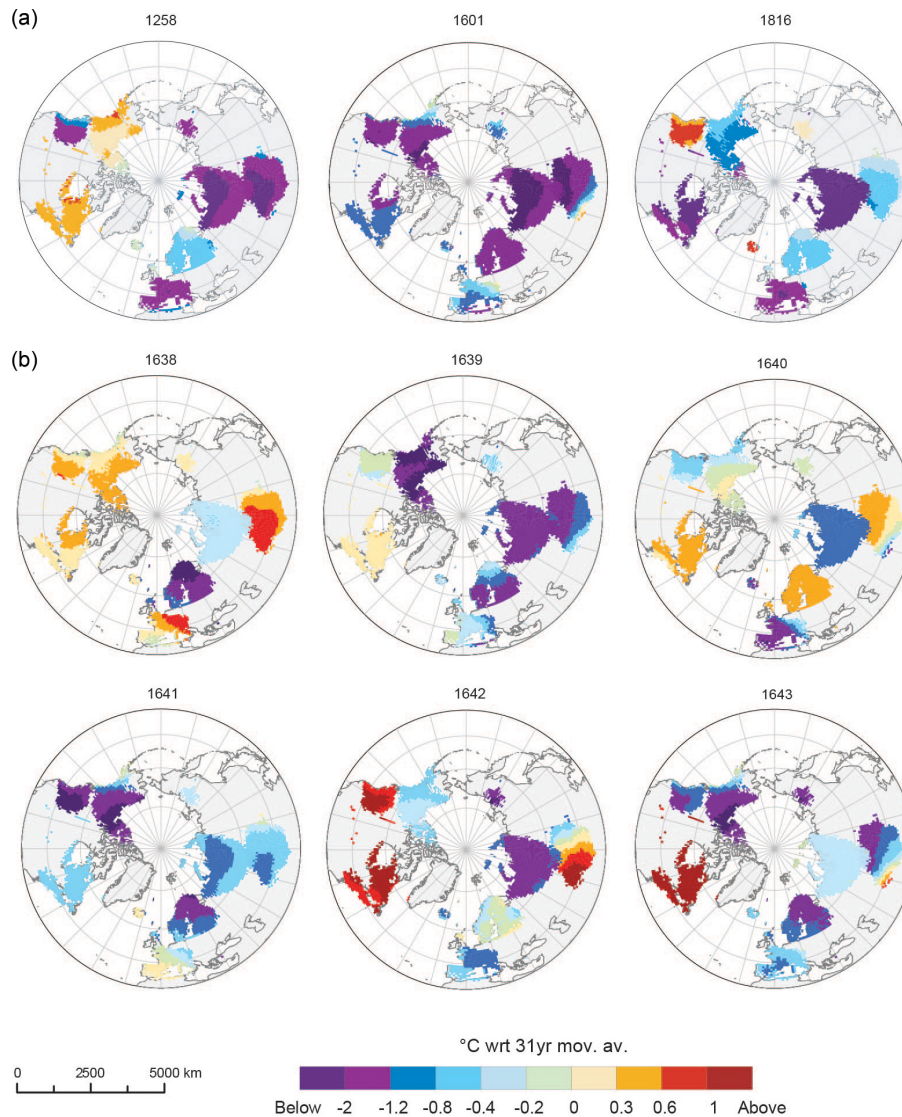 (a)
1258 1601 1816
(b)
1638 1639 1640
1641 1642 1643
°C wrt 31yr mov. av.
0 2500 5000 km
Below -2 -1.2 -0.8 -0.4 -0.2 0 0.3 0.6 1 Above